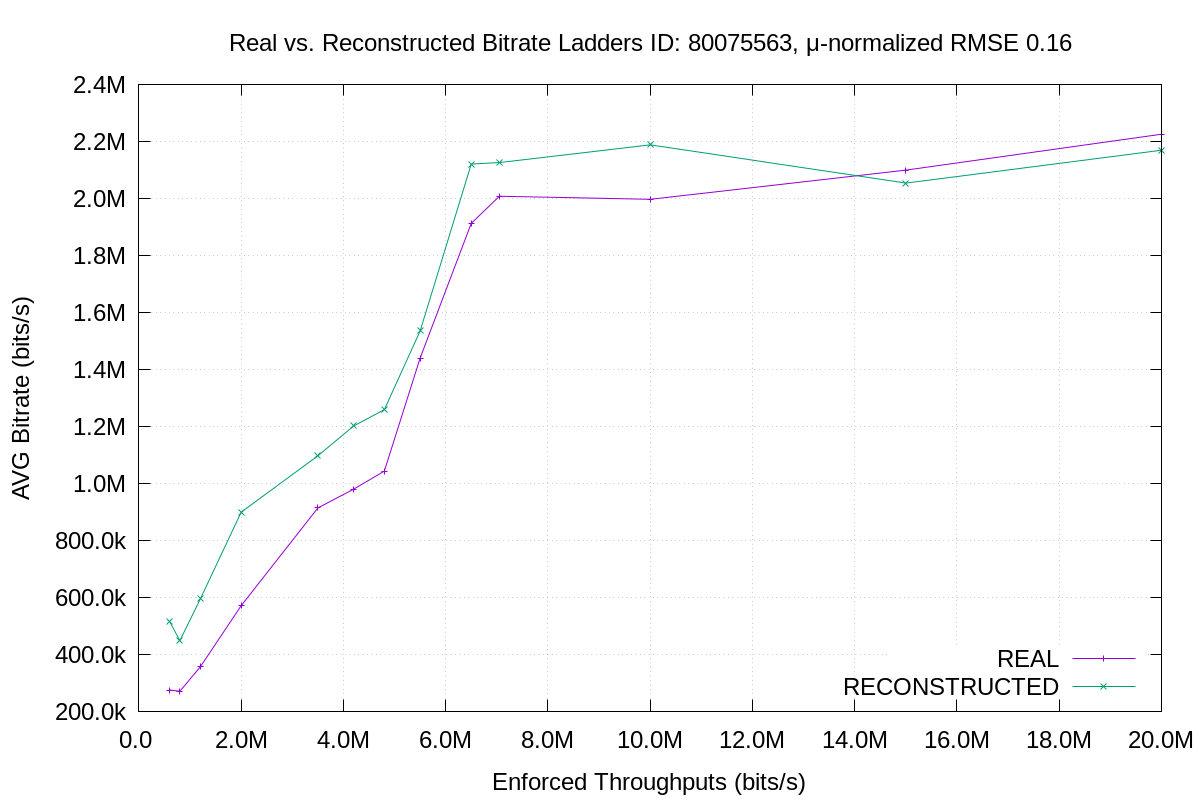 Real vs. Reconstructed Bitrate Ladders ID: 80075563, μ-normalized RMSE 0.16
2.4M
2.2M
2.0M
1.8M
1.6M
1.4M
1.2M
1.0M
800.0k
600.0k
400.0k
200.0k
AVG Bitrate (bits/s)
REAL
RECONSTRUCTED
0.0 2.0M 4.0M 6.0M 8.0M 10.0M 12.0M 14.0M 16.0M 18.0M 20.0M
Enforced Throughputs (bits/s)